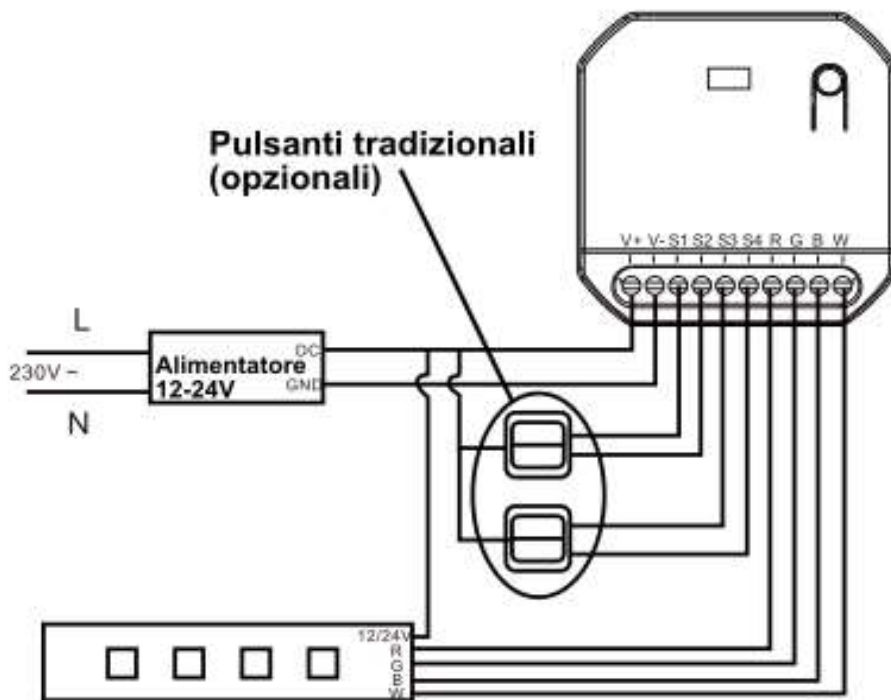 Pulsanti tradizionali
(opzionali)
V+ V- S1 S2 S3 S4 R G B W
L
230V ~
N
Alimentatore
12-24V
DC
GND
12/24V
R
G
B
W